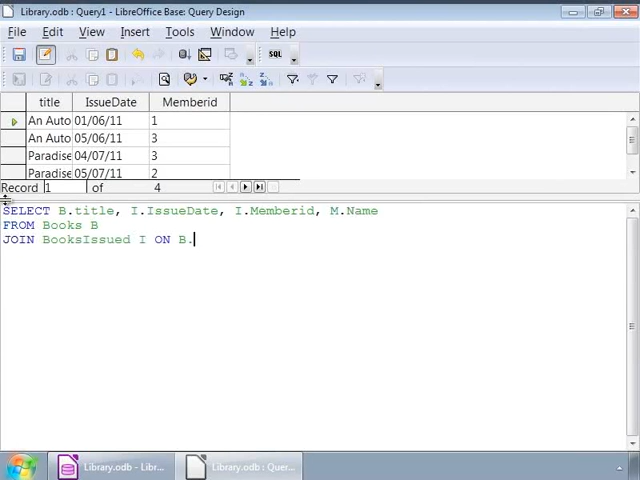 Library.odb : Query1 - LibreOffice Base: Query Design
File Edit View Insert Tools Window Help
SQL
title IssueDate Memberid
An Auto 01/06/11 1
An Auto 05/06/11 3
Paradise 04/07/11 3
Paradise 05/07/11 2
Record 1 of 4
SELECT B.title, I.IssueDate, I.Memberid, M.Name
FROM Books B
JOIN BooksIssued I ON B.
Library.odb - Libr... Library.odb : Query...